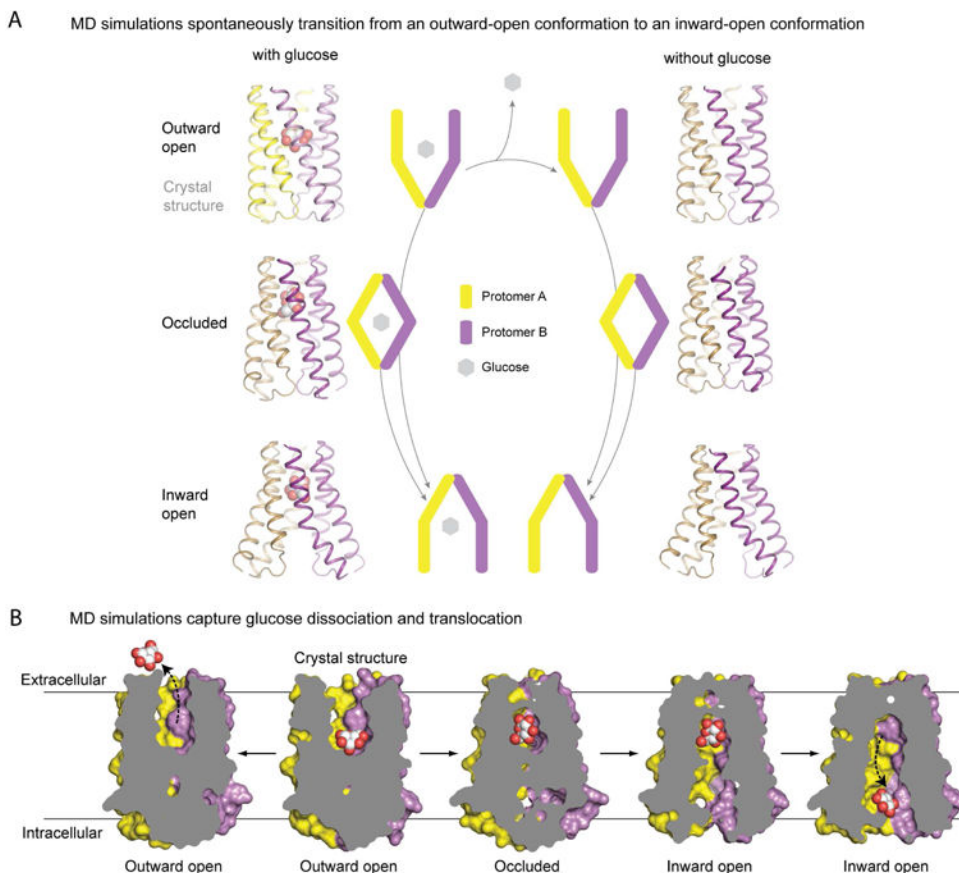 A
MD simulations spontaneously transition from an outward-open conformation to an inward-open conformation
with glucose
without glucose
Outward
open
Crystal
structure
Occluded
Protomer A
Protomer B
Glucose
Inward
open
B
MD simulations capture glucose dissociation and translocation
Crystal structure
Extracellular
Intracellular
Outward open
Outward open
Occluded
Inward open
Inward open